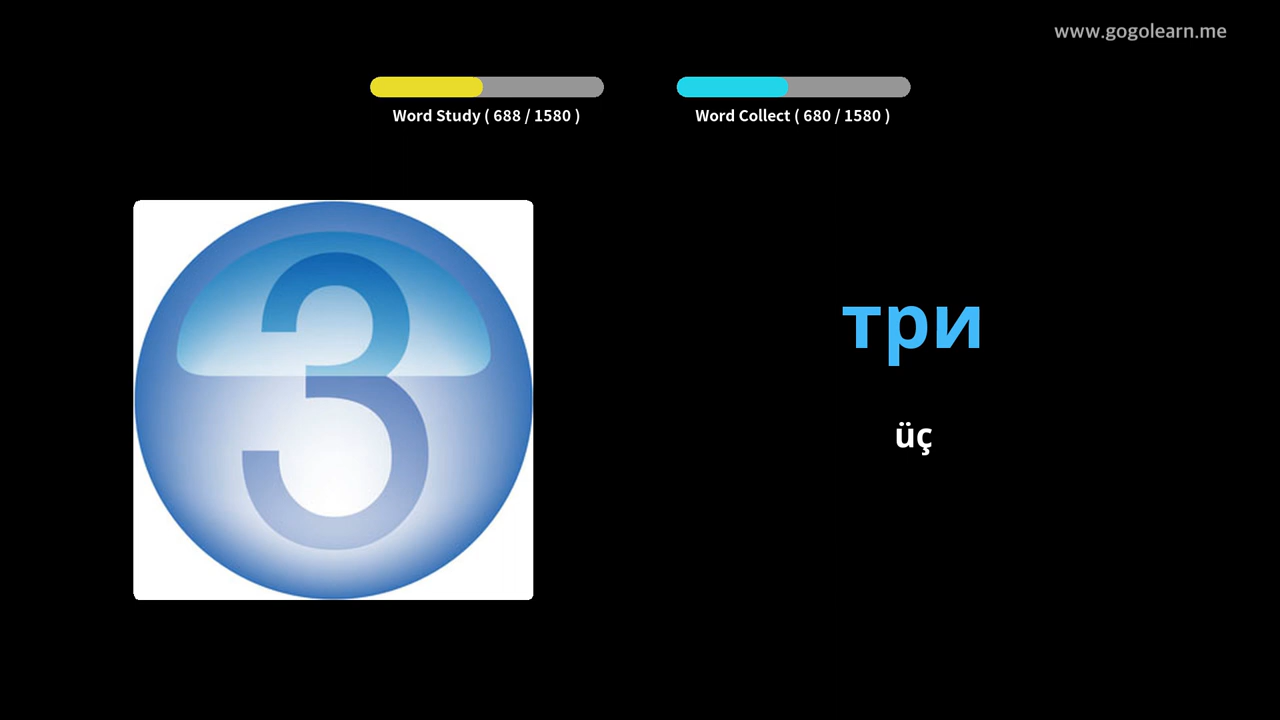 www.gogolearn.me
Word Study ( 688 / 1580 )
Word Collect ( 680 / 1580 )
3
три
üç